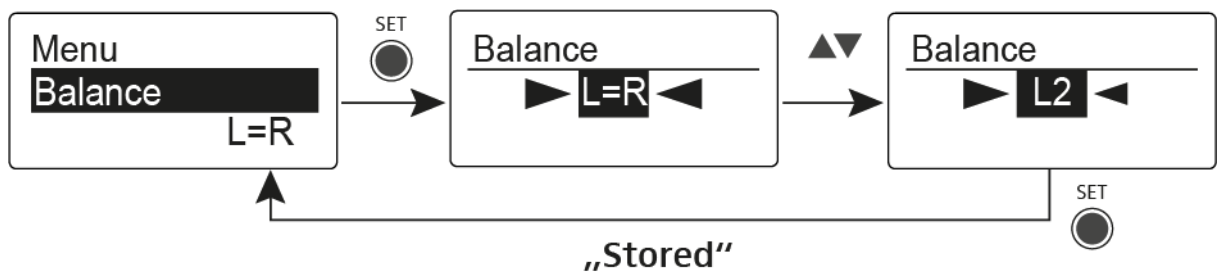 Menu
Balance
L=R
SET
Balance
L=R
Balance
L2
SET
„Stored“